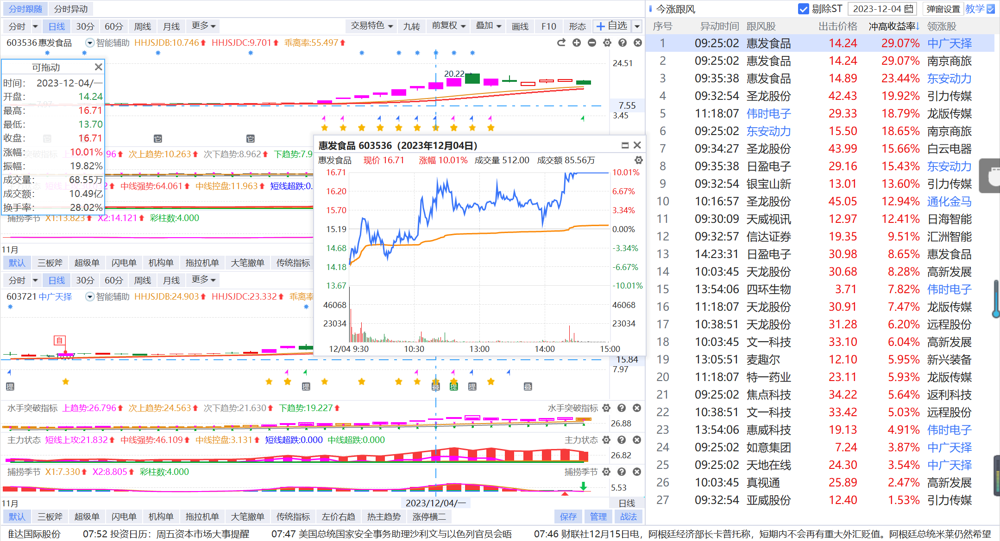 分时跟随 分时异动
分时 日线 30分 60分 周线 月线 更多 交易特色 九转 前复权 叠加 画线 F10 形态 自选
603536 惠发食品 智能辅助 HHJSJDB:10.746 HHJSJDC:9.701 乖离率:55.497
24.51
20.22
7.55
3.45
可拖动
时间: 2023-12-04/一
开盘: 14.24
最高: 16.71
最低: 13.70
收盘: 16.71
涨幅: 10.01%
振幅: 19.82%
成交量: 68.55万
成交额: 10.49亿
换手率: 28.02%
7.97
它 它
突破指标 次上趋势:10.263 次下趋势:8.962 下趋势:7.9
中线强势:64.061 中线控盘:11.963 短线超跌:0.
捕捞季节 X1:13.823 X2:14.121 彩柱数:4.000
11月
默认 三板斧 超级单 闪电单 机构单 拖拉机单 大笔撤单 传统指标
惠发食品 603536（2023年12月04日）
惠发食品 现价 16.71 涨幅 10.01% 成交量 512.00 成交额 85.56万
16.71 10.01%
16.20 6.67%
15.70 3.34%
15.19 0.00%
14.68 -3.34%
14.18 -6.67%
13.67 -10.01%
46068 46068
23034 23034
12/04 9:30 10:30 13:00 14:00 15:00
分时 日线 30分 60分 周线 月线 更多
603721 中广天择 智能辅助 HHJSJDB:24.903 HHJSJDC:23.332 乖离率
自
15.84
7.97
提 提 叠 提 提 叠
水手突破指标 上趋势:26.796 次上趋势:24.563 次下趋势:21.630 下趋势:19.227 水手突破指标
26.88
主力状态 短线上攻:21.832 中线强势:46.109 中线控盘:3.131 短线超跌:0.000 中线超跌:0.000 主力状态
26.82
捕捞季节 X1:7.330 X2:8.805 彩柱数:4.000 捕捞季节
5.53
11月 2023/12/04/一 日线
默认 三板斧 超级单 闪电单 机构单 拖拉机单 大笔撤单 传统指标 左价右趋 热主趋势 涨停横二 保存 管理 战法
今涨跟风 剔除ST 2023-12-04 弹窗设置 教学
序号 异动时间 跟风股 出击价格 冲高收益率↓ 领涨股
1 09:25:02 惠发食品 14.24 29.07% 中广天择
2 09:25:02 惠发食品 14.24 29.07% 南京商旅
3 09:35:38 惠发食品 14.89 23.44% 东安动力
4 09:32:54 圣龙股份 42.43 19.92% 引力传媒
5 11:18:07 伟时电子 29.33 18.79% 龙版传媒
6 09:25:02 东安动力 15.50 18.65% 南京商旅
7 09:34:27 圣龙股份 43.99 15.66% 白云电器
8 09:35:38 日盈电子 29.16 15.43% 东安动力
9 09:32:54 银宝山新 13.01 13.60% 引力传媒
10 10:16:57 圣龙股份 45.05 12.94% 通化金马
11 09:30:09 天威视讯 12.97 12.41% 日海智能
12 09:32:57 信达证券 19.35 9.51% 汇洲智能
13 14:23:31 日盈电子 30.98 8.65% 惠发食品
14 10:03:45 天龙股份 30.68 8.28% 高新发展
15 13:54:06 四环生物 3.71 7.82% 伟时电子
16 11:18:07 天龙股份 30.91 7.47% 龙版传媒
17 10:38:51 天龙股份 31.28 6.20% 远程股份
18 10:03:45 文一科技 33.10 6.04% 高新发展
19 13:05:51 麦趣尔 12.10 5.95% 新兴装备
20 11:18:07 特一药业 23.11 5.93% 龙版传媒
21 09:25:02 焦点科技 34.22 5.64% 返利科技
22 10:38:51 文一科技 33.42 5.03% 远程股份
23 13:54:06 惠威科技 19.13 4.91% 伟时电子
24 09:25:02 如意集团 7.24 3.87% 中广天择
25 09:25:02 天地在线 24.30 3.54% 中广天择
26 10:03:45 真视通 25.89 2.47% 高新发展
27 09:32:54 亚威股份 12.40 1.53% 引力传媒
达国际股份 07:52 投资日历：周五资本市场大事提醒 07:47 美国总统国家安全事务助理沙利文与以色列官员会晤 07:46 财联社12月15日电，阿根廷经济部长卡普托称，短期内不会再有重大外汇贬值。阿根廷总统米莱仍然希望